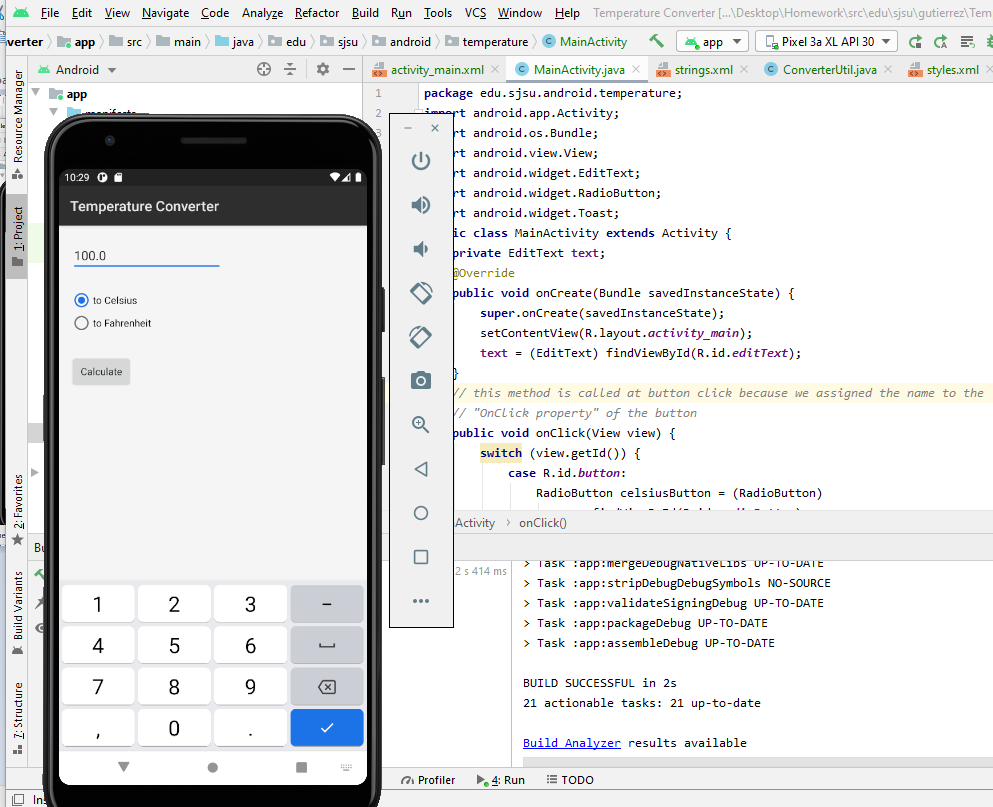 File Edit View Navigate Code Analyze Refactor Build Run Tools VCS Window Help Temperature Converter [...\Desktop\Homework\src\edu\sjsu\gutierrez\Tem
verter app src main java edu sjsu android temperature MainActivity app Pixel 3a XL API 30
Android
activity_main.xml MainActivity.java strings.xml ConverterUtil.java styles.xml
Resource Manager
1: Project
2: Favorites
Build Variants
7: Structure
app
manifests
10:29
Temperature Converter
100.0
to Celsius
to Fahrenheit
Calculate
1 2 3 –
4 5 6
7 8 9
, 0 .
1
2
3
package edu.sjsu.android.temperature;
import android.app.Activity;
rt android.os.Bundle;
rt android.view.View;
rt android.widget.EditText;
rt android.widget.RadioButton;
rt android.widget.Toast;
ic class MainActivity extends Activity {
private EditText text;
@Override
public void onCreate(Bundle savedInstanceState) {
super.onCreate(savedInstanceState);
setContentView(R.layout.activity_main);
text = (EditText) findViewById(R.id.editText);
}
// this method is called at button click because we assigned the name to the
// "OnClick property" of the button
public void onClick(View view) {
switch (view.getId()) {
case R.id.button:
RadioButton celsiusButton = (RadioButton)
Activity › onClick()
Bu
2 s 414 ms
> Task :app:mergeDebugNativeLibs UP-TO-DATE
> Task :app:stripDebugDebugSymbols NO-SOURCE
> Task :app:validateSigningDebug UP-TO-DATE
> Task :app:packageDebug UP-TO-DATE
> Task :app:assembleDebug UP-TO-DATE
BUILD SUCCESSFUL in 2s
21 actionable tasks: 21 up-to-date
Build Analyzer results available
Profiler 4: Run TODO
Ins